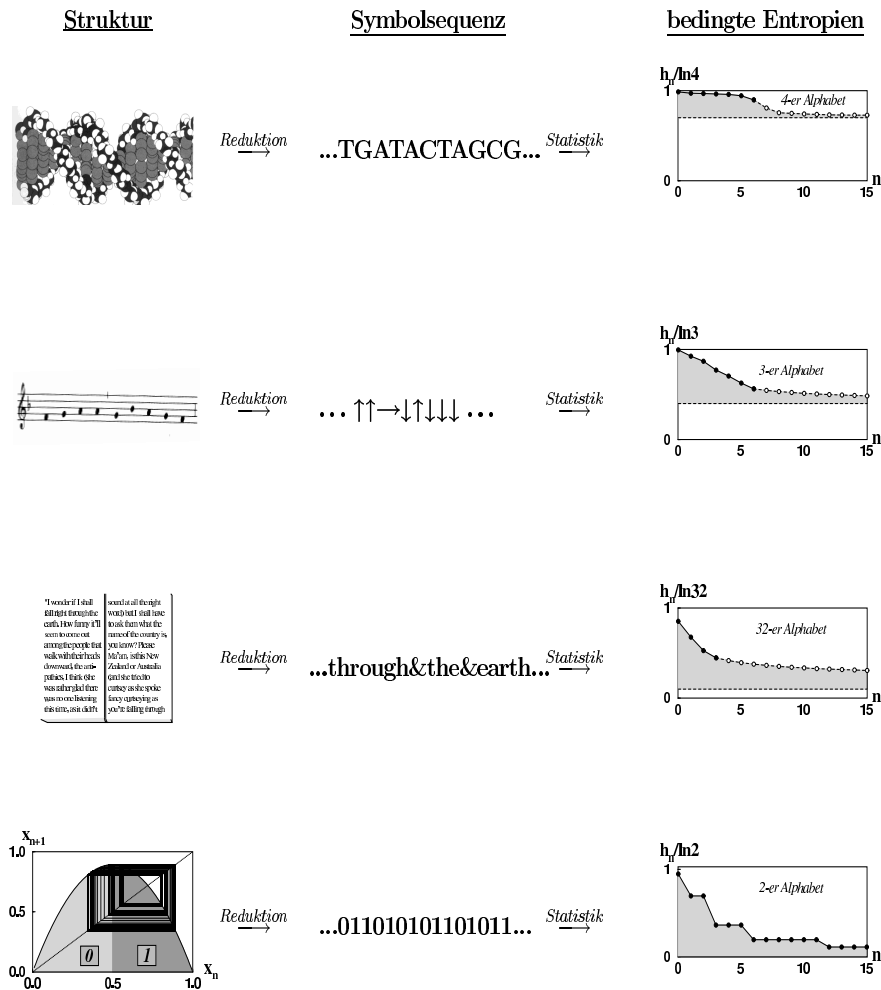 Struktur
Symbolsequenz
bedingte Entropien
Reduktion
...TGATACTAGCG...
Statistik
hn/ln4
1
4-er Alphabet
0
0 5 10 15 n
Reduktion
... ↑↑→↓↑↓↓↓ ...
Statistik
hn/ln3
1
3-er Alphabet
0
0 5 10 15 n
"I wonder if I shall
fall right through the
earth. How funny it'll
seem to come out
among the people that
walk with their heads
downward, the anti-
pathies, I think (she
was rather glad there
was no one listening
this time, as it didn't
sound at all the right
word) but I shall have
to ask them what the
name of the country is,
you know? Please
Ma'am, is this New
Zealand or Australia
(and she tried to
curtsey as she spoke
fancy curtseying as
you're falling through
Reduktion
...through&the&earth...
Statistik
hn/ln32
1
32-er Alphabet
0
0 5 10 15 n
xn+1
1.0
0.5
0.0
0 1
0.0 0.5 1.0 xn
Reduktion
...011010101101011...
Statistik
hn/ln2
1
2-er Alphabet
0
0 5 10 15 n